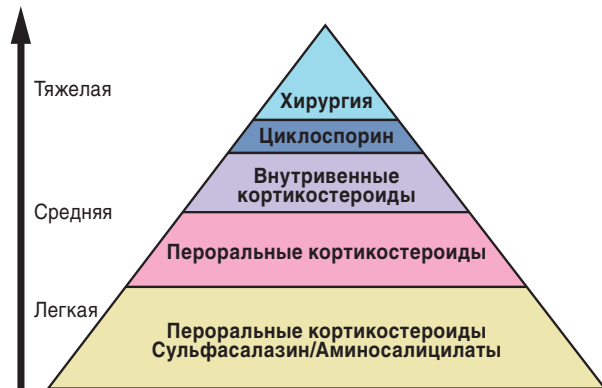 Тяжелая
Хирургия
Циклоспорин
Внутривенные
кортикостероиды
Средняя
Пероральные кортикостероиды
Легкая
Пероральные кортикостероиды
Сульфасалазин/Аминосалицилаты